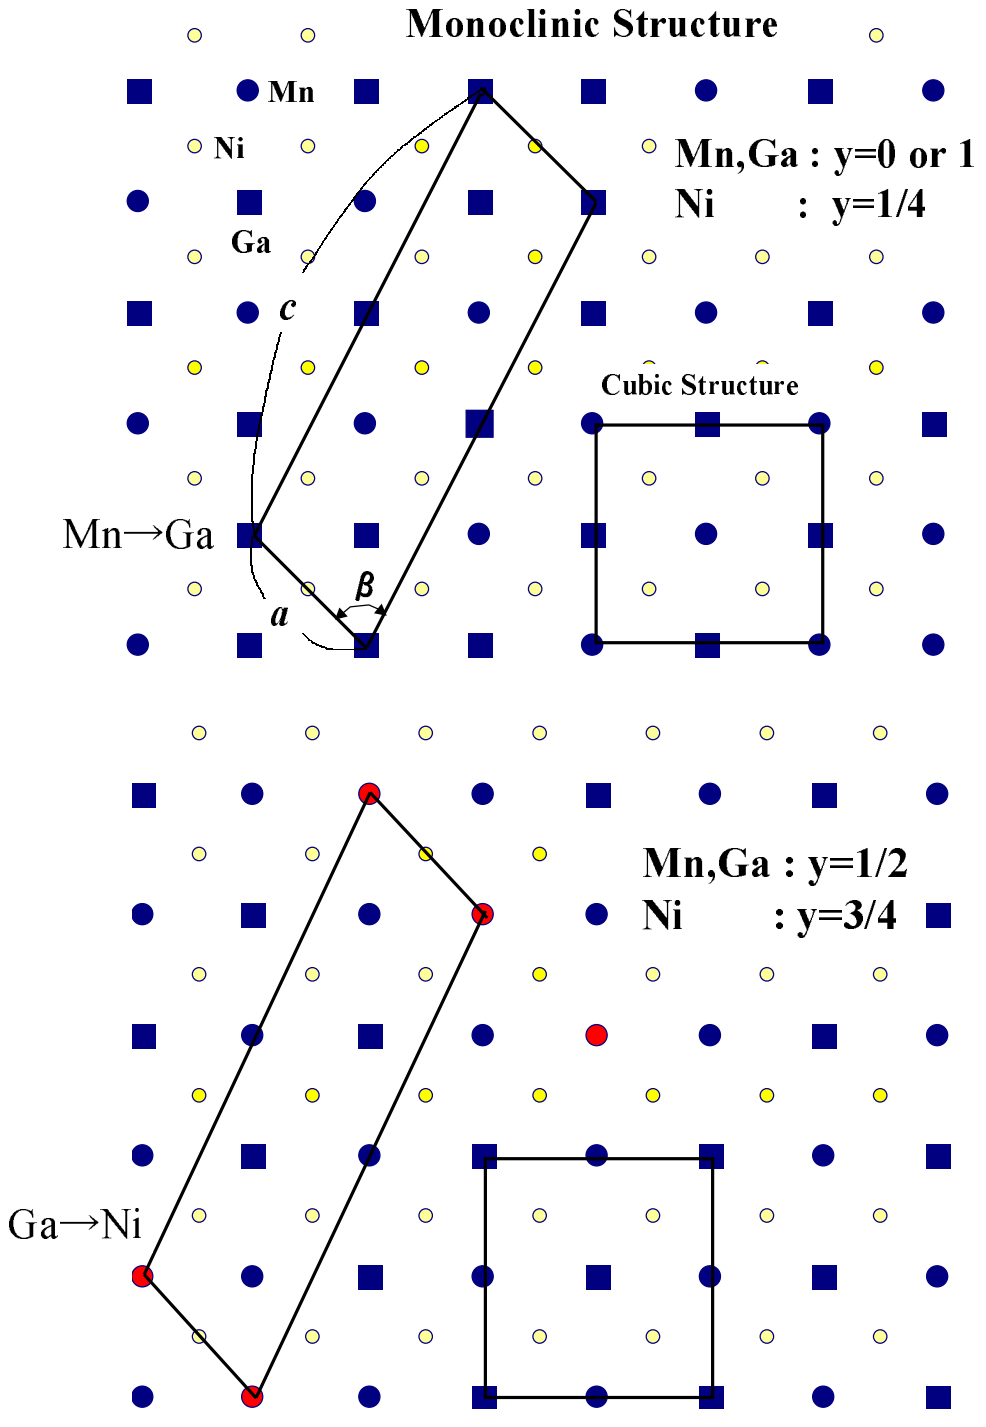 Monoclinic Structure
Mn
Ni
Mn,Ga : y=0 or 1
Ni : y=1/4
Ga
c
Cubic Structure
Mn→Ga
β
a
Mn,Ga : y=1/2
Ni : y=3/4
Ga→Ni